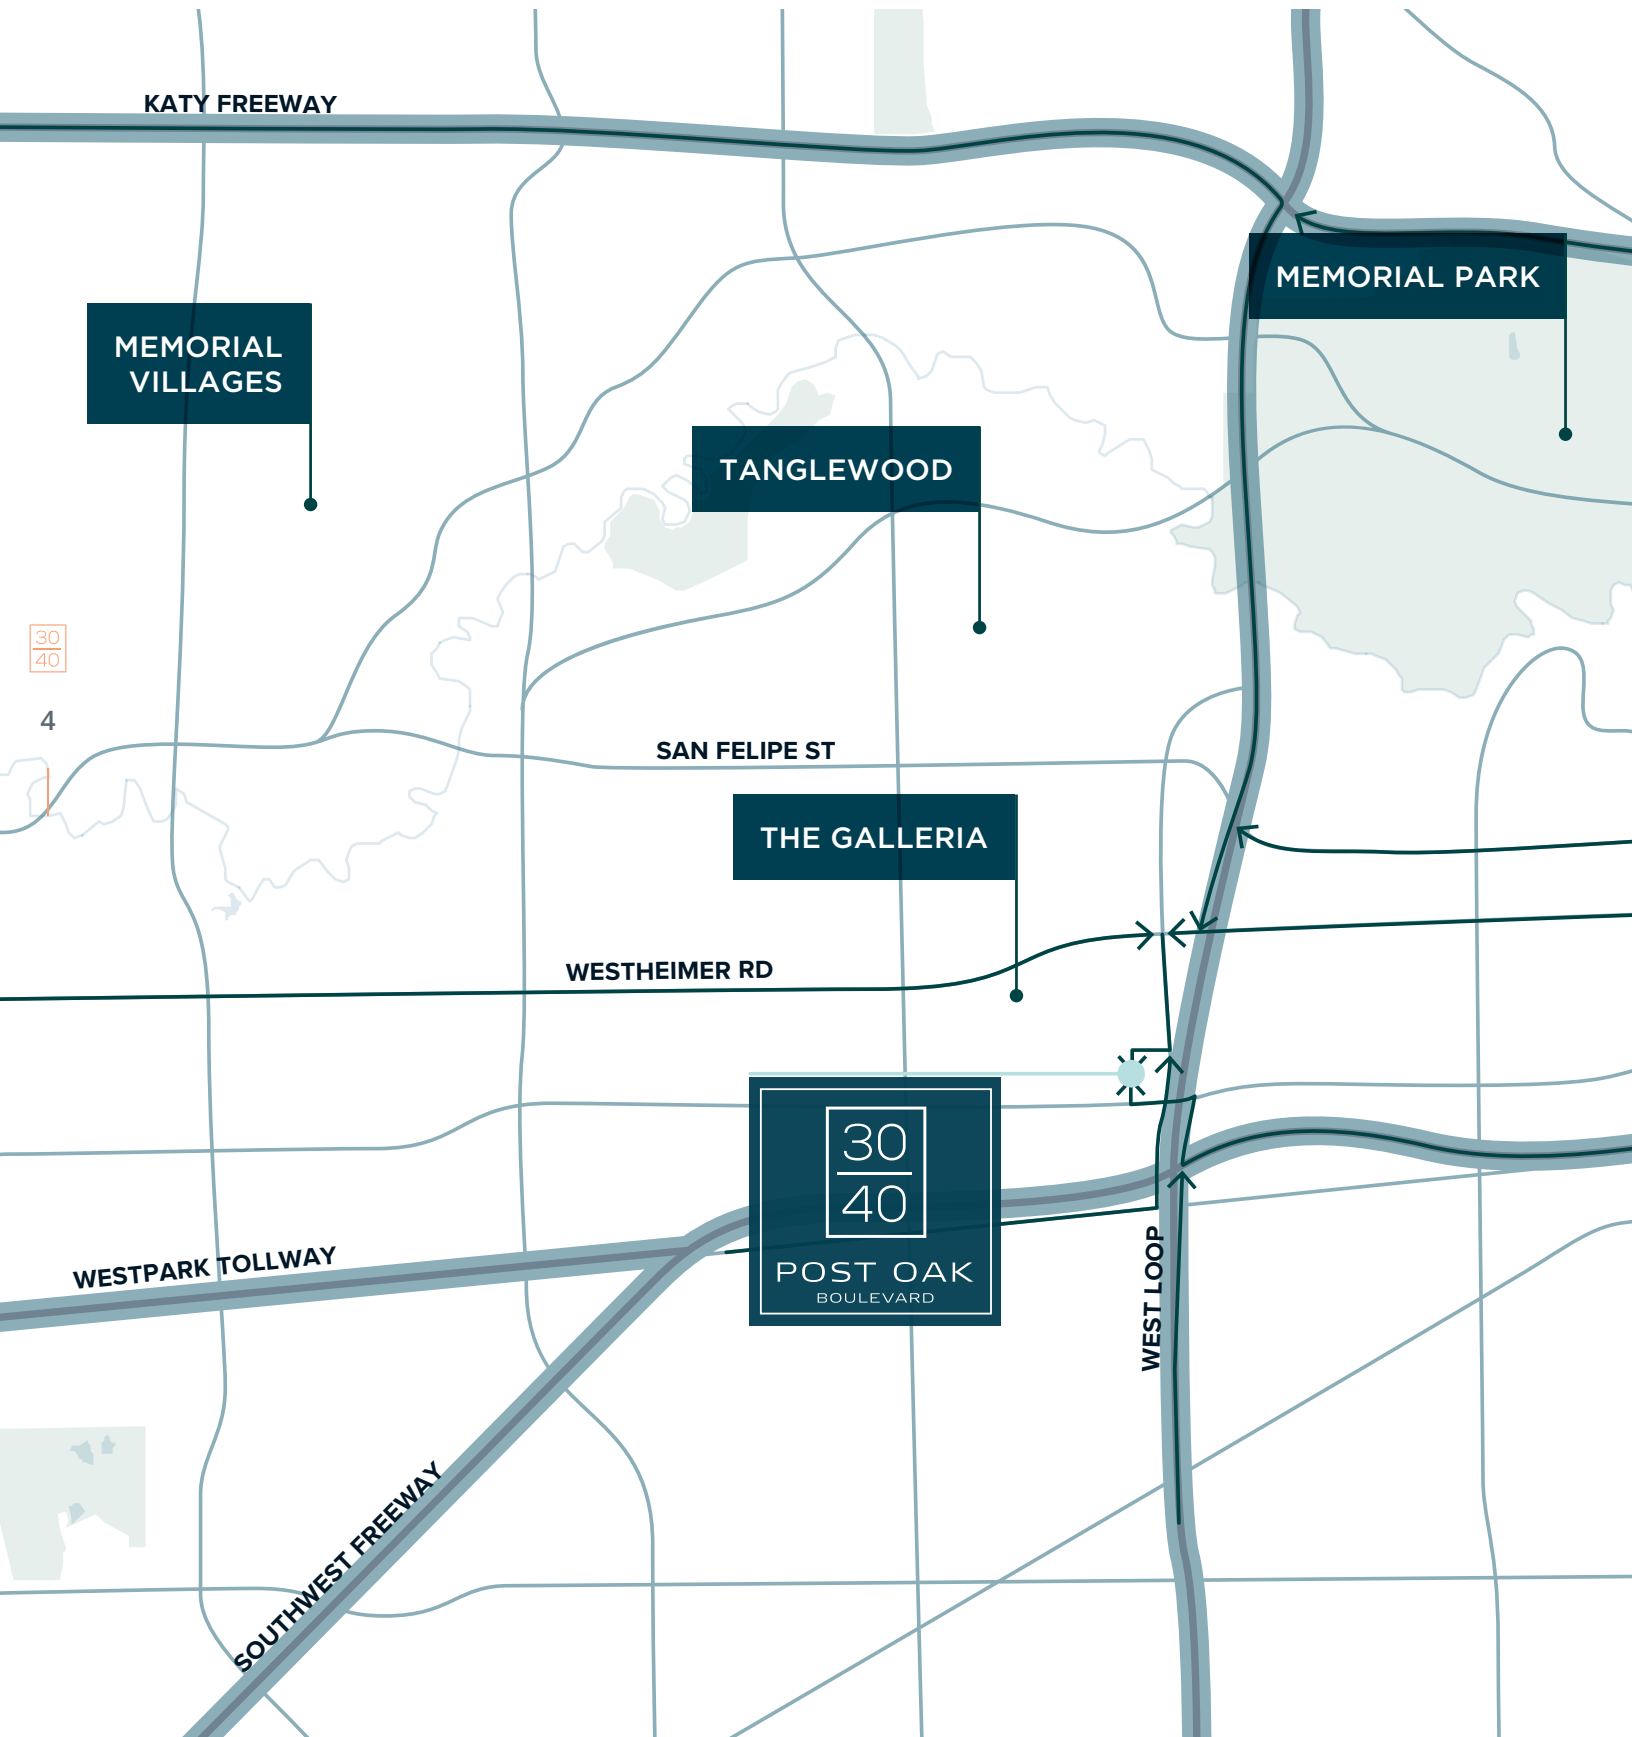 KATY FREEWAY
MEMORIAL PARK
MEMORIAL
VILLAGES
TANGLEWOOD
30
40
4
SAN FELIPE ST
THE GALLERIA
WESTHEIMER RD
30
40
POST OAK
BOULEVARD
WESTPARK TOLLWAY
WEST LOOP
SOUTHWEST FREEWAY